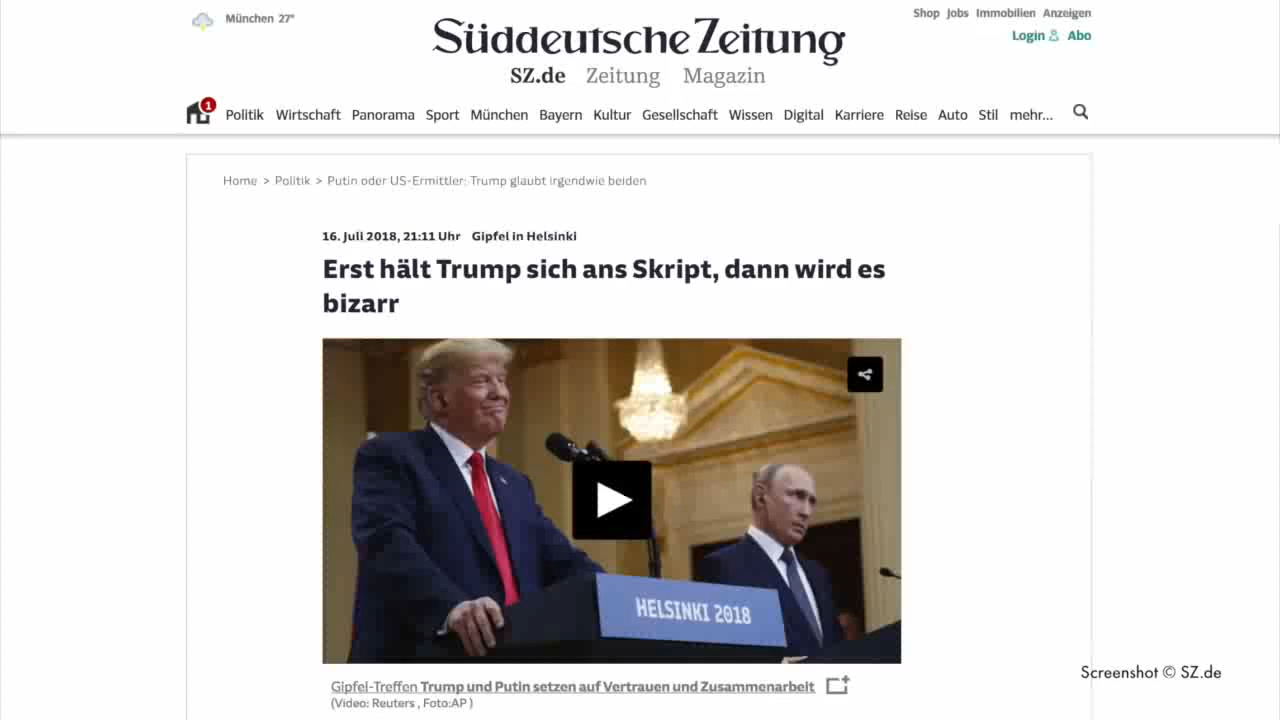 München 27°
Shop Jobs Immobilien Anzeigen
Login Abo
Süddeutsche Zeitung
SZ.de Zeitung Magazin
1
Politik Wirtschaft Panorama Sport München Bayern Kultur Gesellschaft Wissen Digital Karriere Reise Auto Stil mehr...
Home > Politik > Putin oder US-Ermittler: Trump glaubt irgendwie beiden
16. Juli 2018, 21:11 Uhr Gipfel in Helsinki
Erst hält Trump sich ans Skript, dann wird es
bizarr
HELSINKI 2018
Gipfel-Treffen Trump und Putin setzen auf Vertrauen und Zusammenarbeit
(Video: Reuters , Foto:AP )
Screenshot © SZ.de